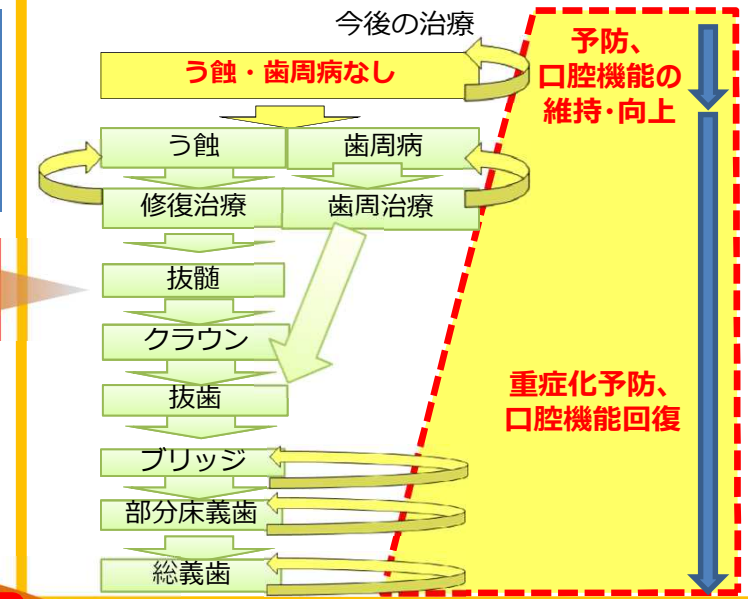 今後の治療
う蝕・歯周病なし
う蝕
歯周病
修復治療
歯周治療
抜髄
クラウン
抜歯
ブリッジ
部分床義歯
総義歯
予防、
口腔機能の
維持・向上
重症化予防、
口腔機能回復